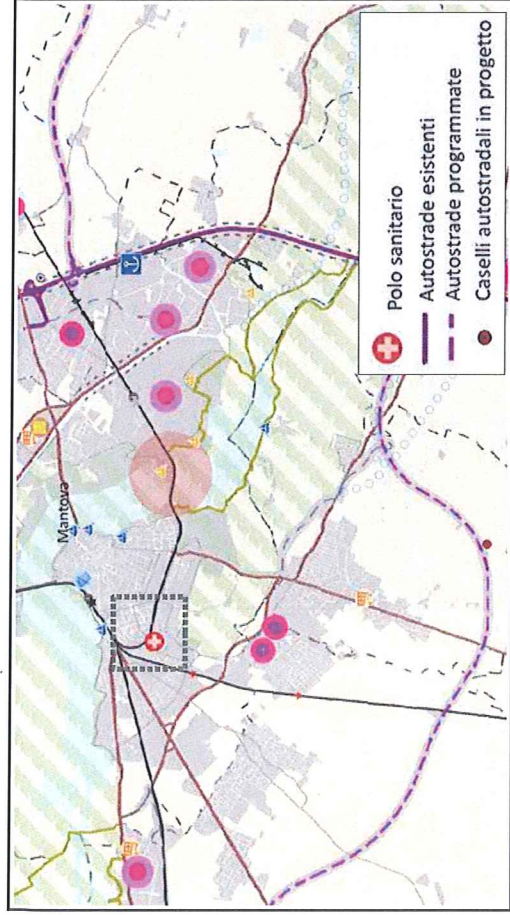 Mantova
Polo sanitario
Autostrade esistenti
Autostrade programmate
Caselli autostradali in progetto